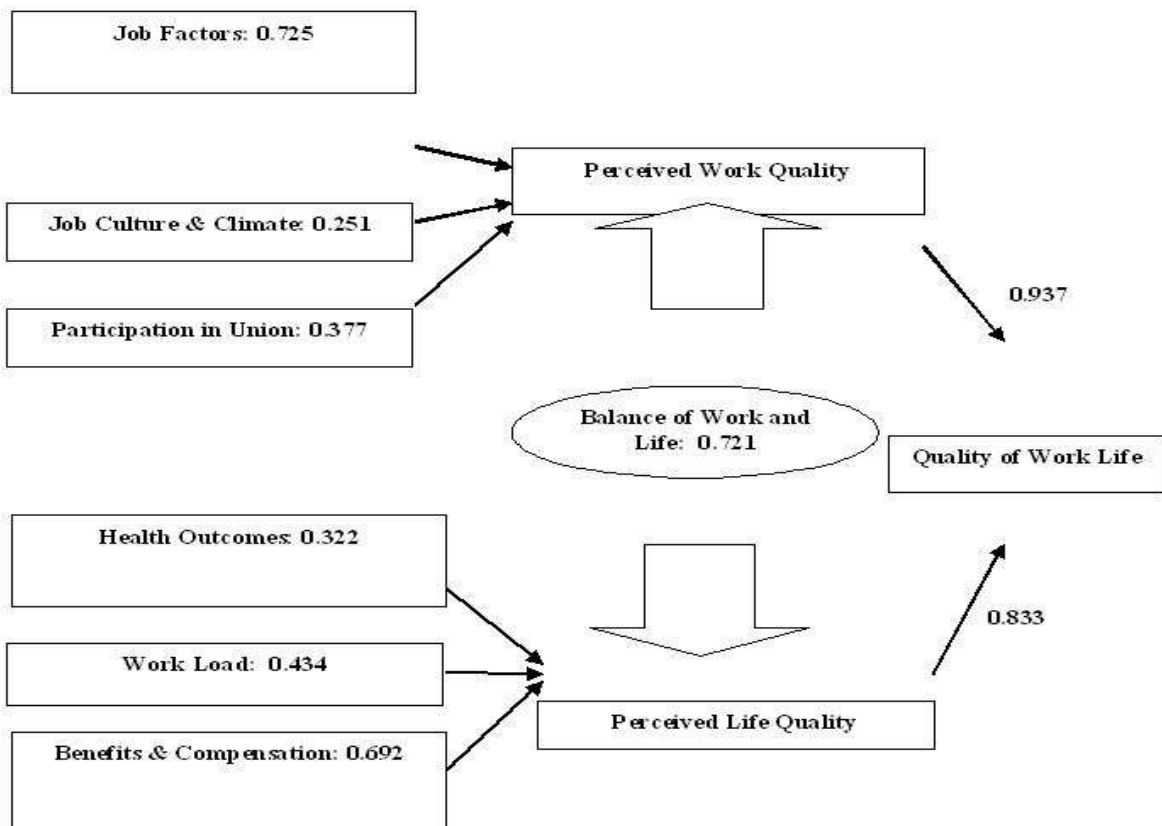 Job Factors: 0.725
Perceived Work Quality
Job Culture & Climate: 0.251
0.937
Participation in Union: 0.377
Balance of Work and
Life: 0.721
Quality of Work Life
Health Outcomes: 0.322
0.833
Work Load: 0.434
Perceived Life Quality
Benefits & Compensation: 0.692